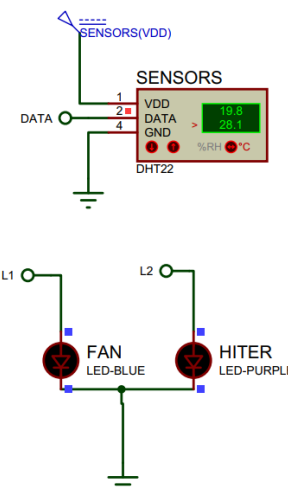 SENSORS(VDD)
SENSORS
1
VDD
19.8
DATA
2
DATA
>
28.1
4
GND
%RH
°C
DHT22
L1
L2
FAN
LED-BLUE
HITER
LED-PURPLE